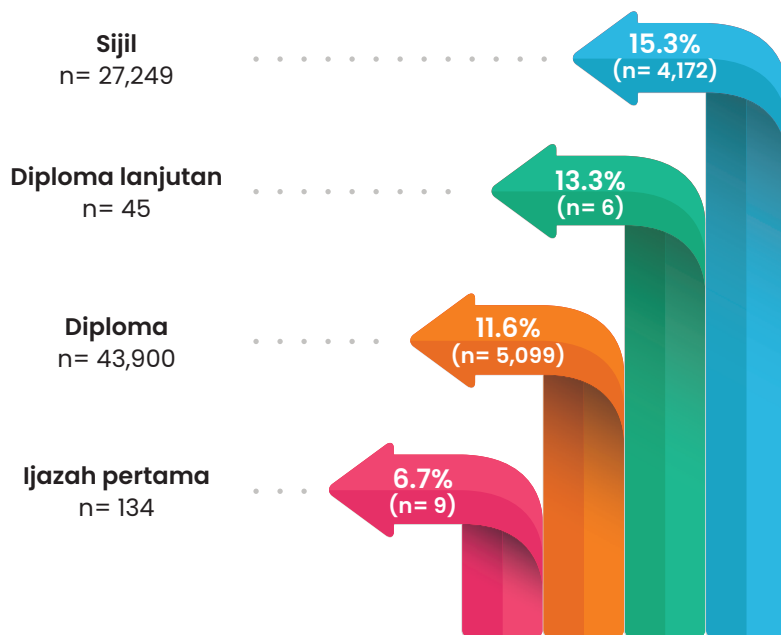 Sijil
n= 27,249
15.3%
(n= 4,172)
Diploma lanjutan
n= 45
13.3%
(n= 6)
Diploma
n= 43,900
11.6%
(n= 5,099)
Ijazah pertama
n= 134
6.7%
(n= 9)